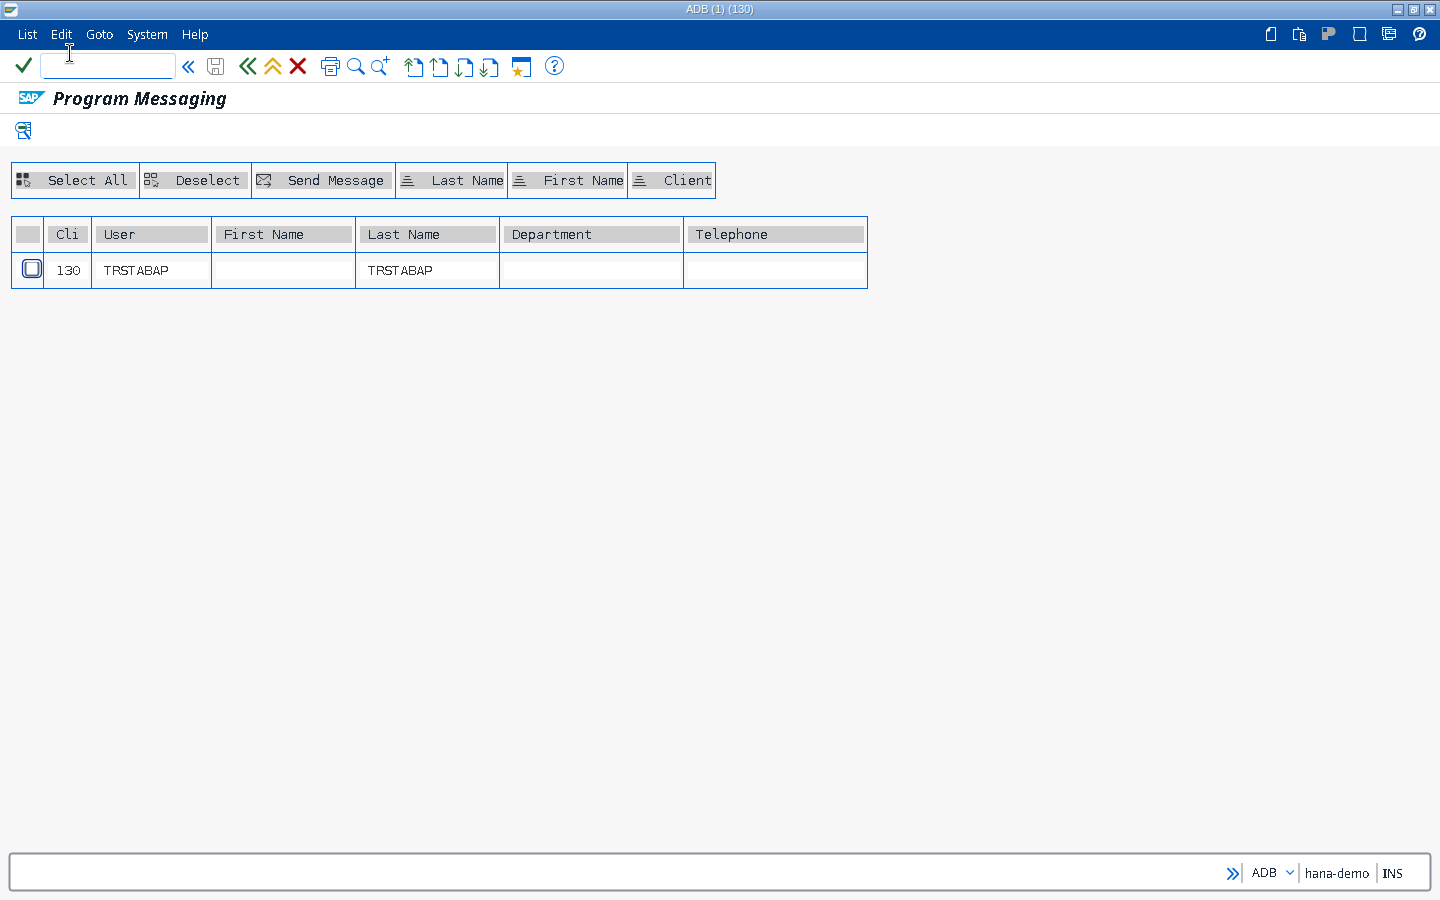 ADB (1) (130)
List Edit Goto System Help
SAP Program Messaging
Select All Deselect Send Message Last Name First Name Client
Cli User First Name Last Name Department Telephone
130 TRSTABAP TRSTABAP
ADB hana-demo INS